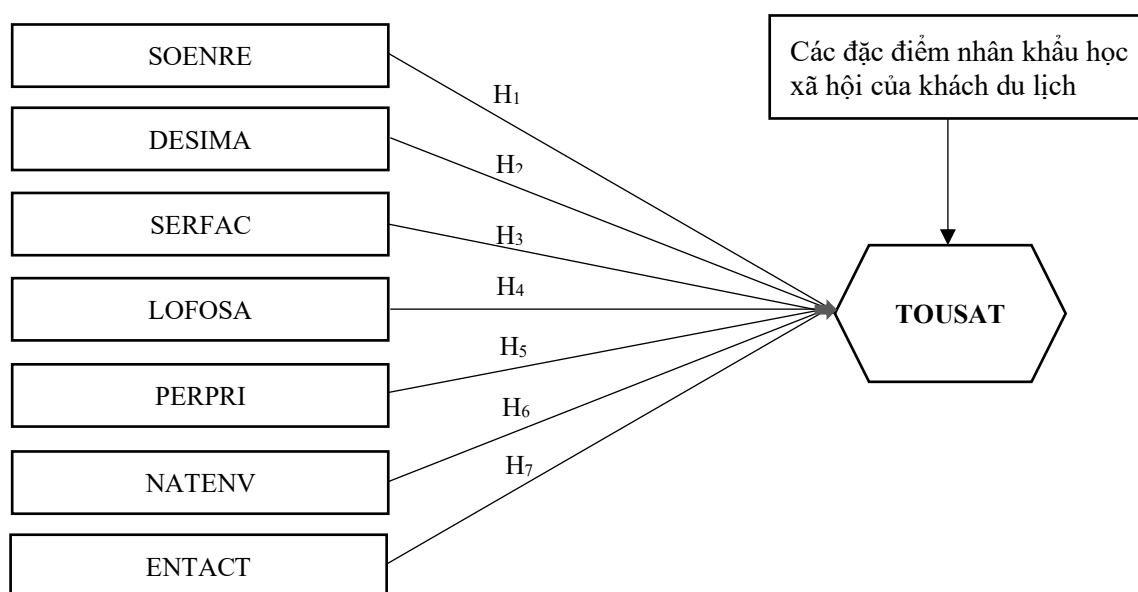 SOENRE
H1
Các đặc điểm nhân khẩu học
xã hội của khách du lịch
DESIMA
H2
SERFAC
H3
LOFOSA
H4
TOUSAT
PERPRI
H5
NATENV
H6
ENTACT
H7